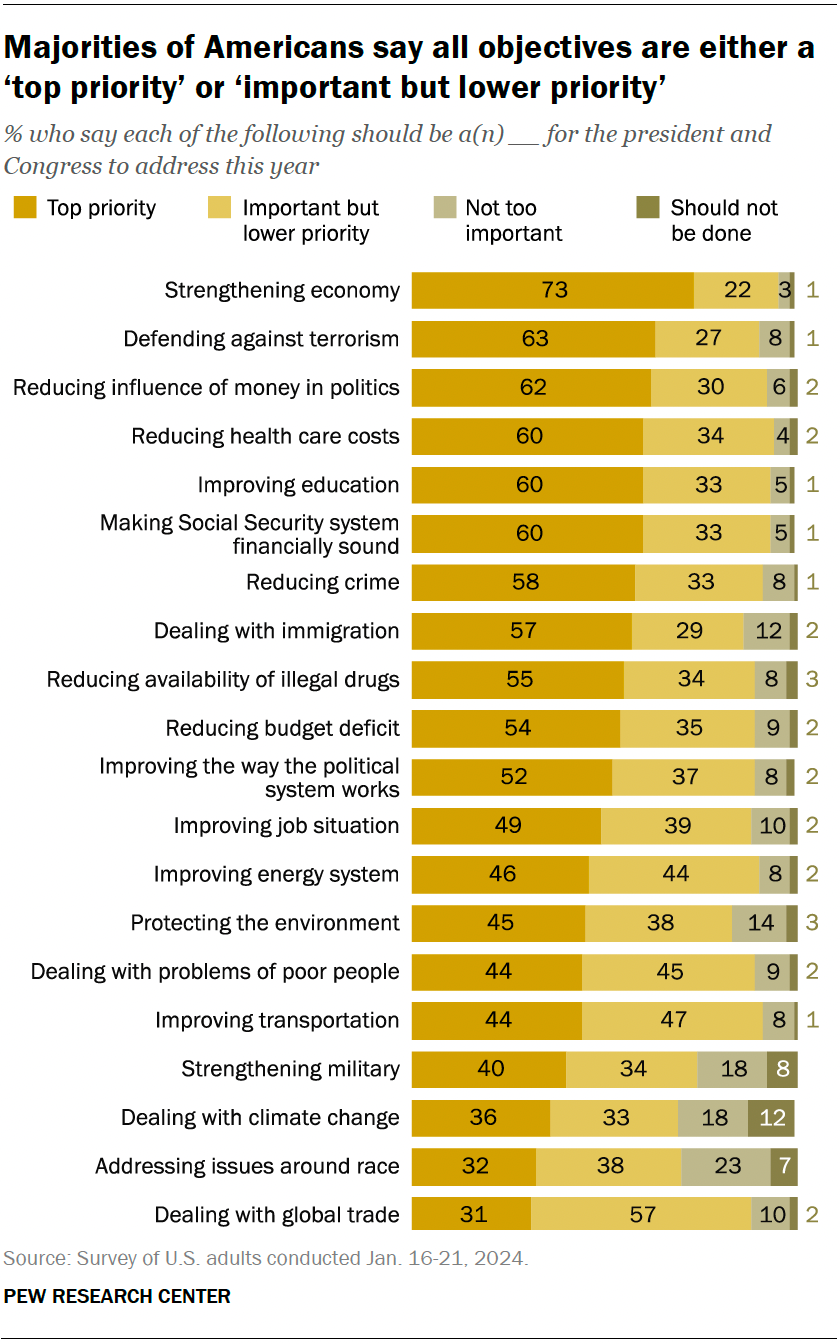 Majorities of Americans say all objectives are either a
‘top priority’ or ‘important but lower priority’
% who say each of the following should be a(n) __ for the president and
Congress to address this year
Top priority
Important but
lower priority
Not too
important
Should not
be done
Strengthening economy 73 22 3 1
Defending against terrorism 63 27 8 1
Reducing influence of money in politics 62 30 6 2
Reducing health care costs 60 34 4 2
Improving education 60 33 5 1
Making Social Security system
financially sound 60 33 5 1
Reducing crime 58 33 8 1
Dealing with immigration 57 29 12 2
Reducing availability of illegal drugs 55 34 8 3
Reducing budget deficit 54 35 9 2
Improving the way the political
system works 52 37 8 2
Improving job situation 49 39 10 2
Improving energy system 46 44 8 2
Protecting the environment 45 38 14 3
Dealing with problems of poor people 44 45 9 2
Improving transportation 44 47 8 1
Strengthening military 40 34 18 8
Dealing with climate change 36 33 18 12
Addressing issues around race 32 38 23 7
Dealing with global trade 31 57 10 2
Source: Survey of U.S. adults conducted Jan. 16-21, 2024.
PEW RESEARCH CENTER